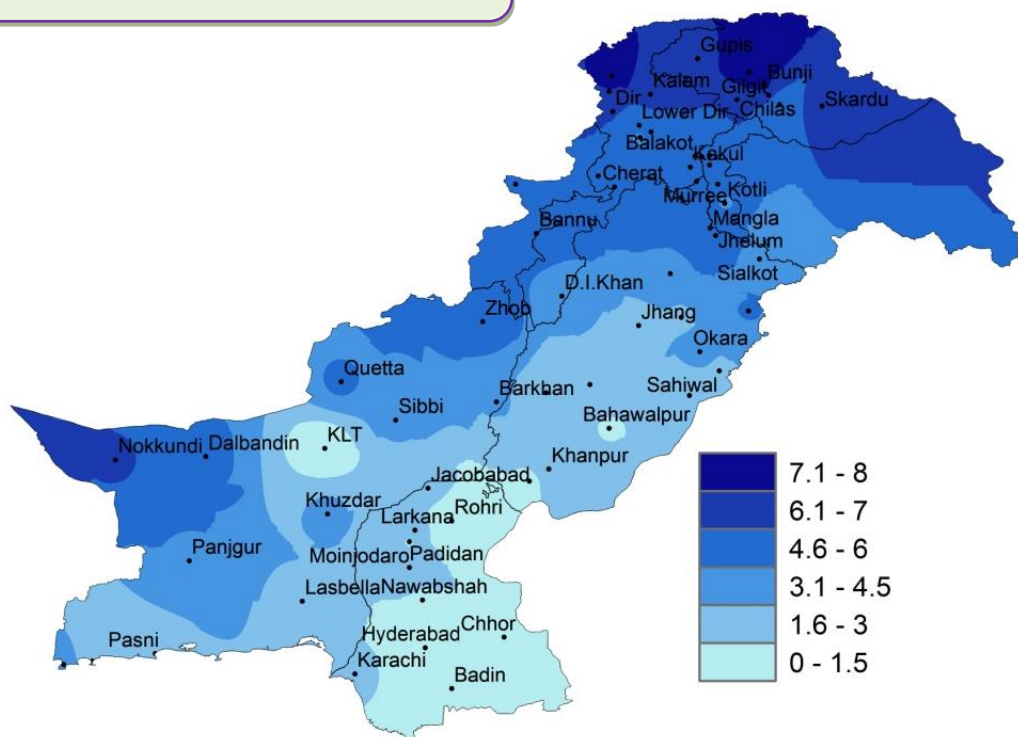 Gupis
Bunji
Kalam
Gilgit
Dir
Chilas
Skardu
Lower Dir
Balakot
Kakul
Cherat
Kotli
Murree
Bannu
Mangla
Jhelum
Sialkot
D.I.Khan
Zhob
Jhang
Okara
Quetta
Sahiwal
Barkhan
Sibbi
Bahawalpur
KLT
Nokkundi
Dalbandin
Khanpur
Jacobabad
Khuzdar
Rohri
Larkana
Panjgur
Moinjodaro
Padidan
Lasbella
Nawabshah
Chhor
Hyderabad
Pasni
Karachi
Badin
7.1 - 8
6.1 - 7
4.6 - 6
3.1 - 4.5
1.6 - 3
0 - 1.5